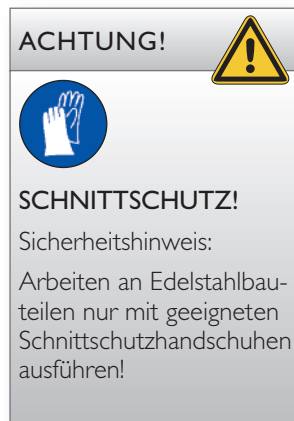 ACHTUNG!
SCHNITTSCHUTZ!
Sicherheitshinweis:
Arbeiten an Edelstahlbau-
teilen nur mit geeigneten
Schnittschutzhandschuhen
ausführen!